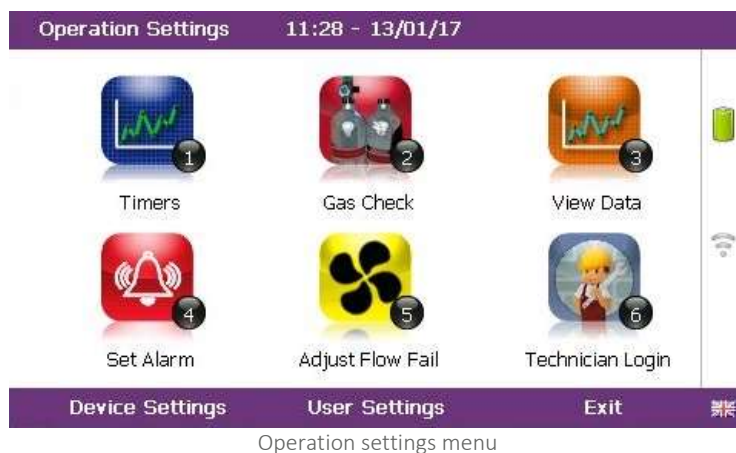 Operation Settings 11:28 - 13/01/17
1 2 3
Timers Gas Check View Data
4 5 6
Set Alarm Adjust Flow Fail Technician Login
Device Settings User Settings Exit
Operation settings menu